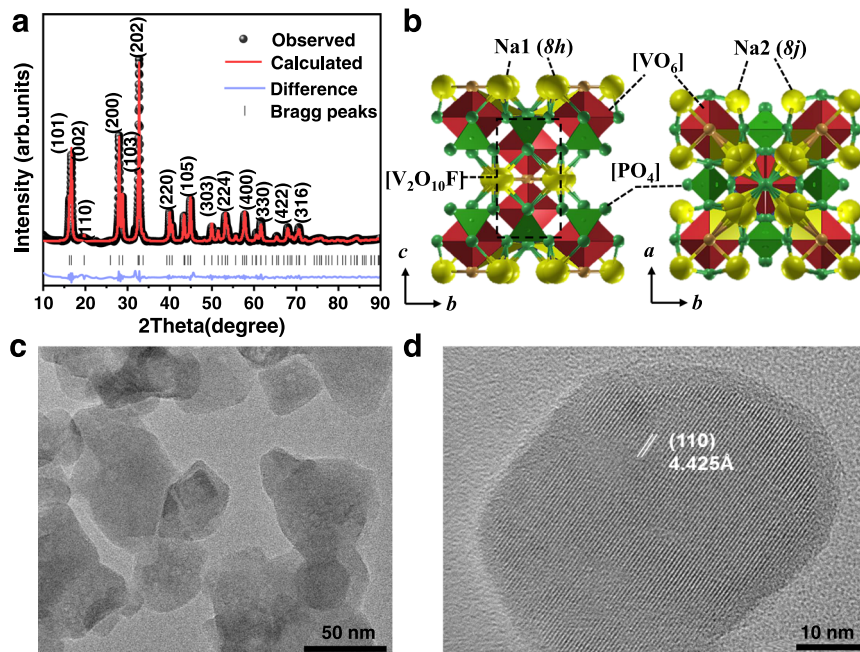 a
Observed
Calculated
Difference
Bragg peaks
Intensity (arb.units)
(101)
(002)
(110)
(200)
(103)
(202)
(220)
(105)
(303)
(224)
(400)
(330)
(422)
(316)
10 20 30 40 50 60 70 80 90
2Theta(degree)
b
Na1 (8h)
[VO6]
Na2 (8j)
[V2O10F]
[PO4]
c
b
a
b
c
50 nm
d
(110)
4.425Å
10 nm